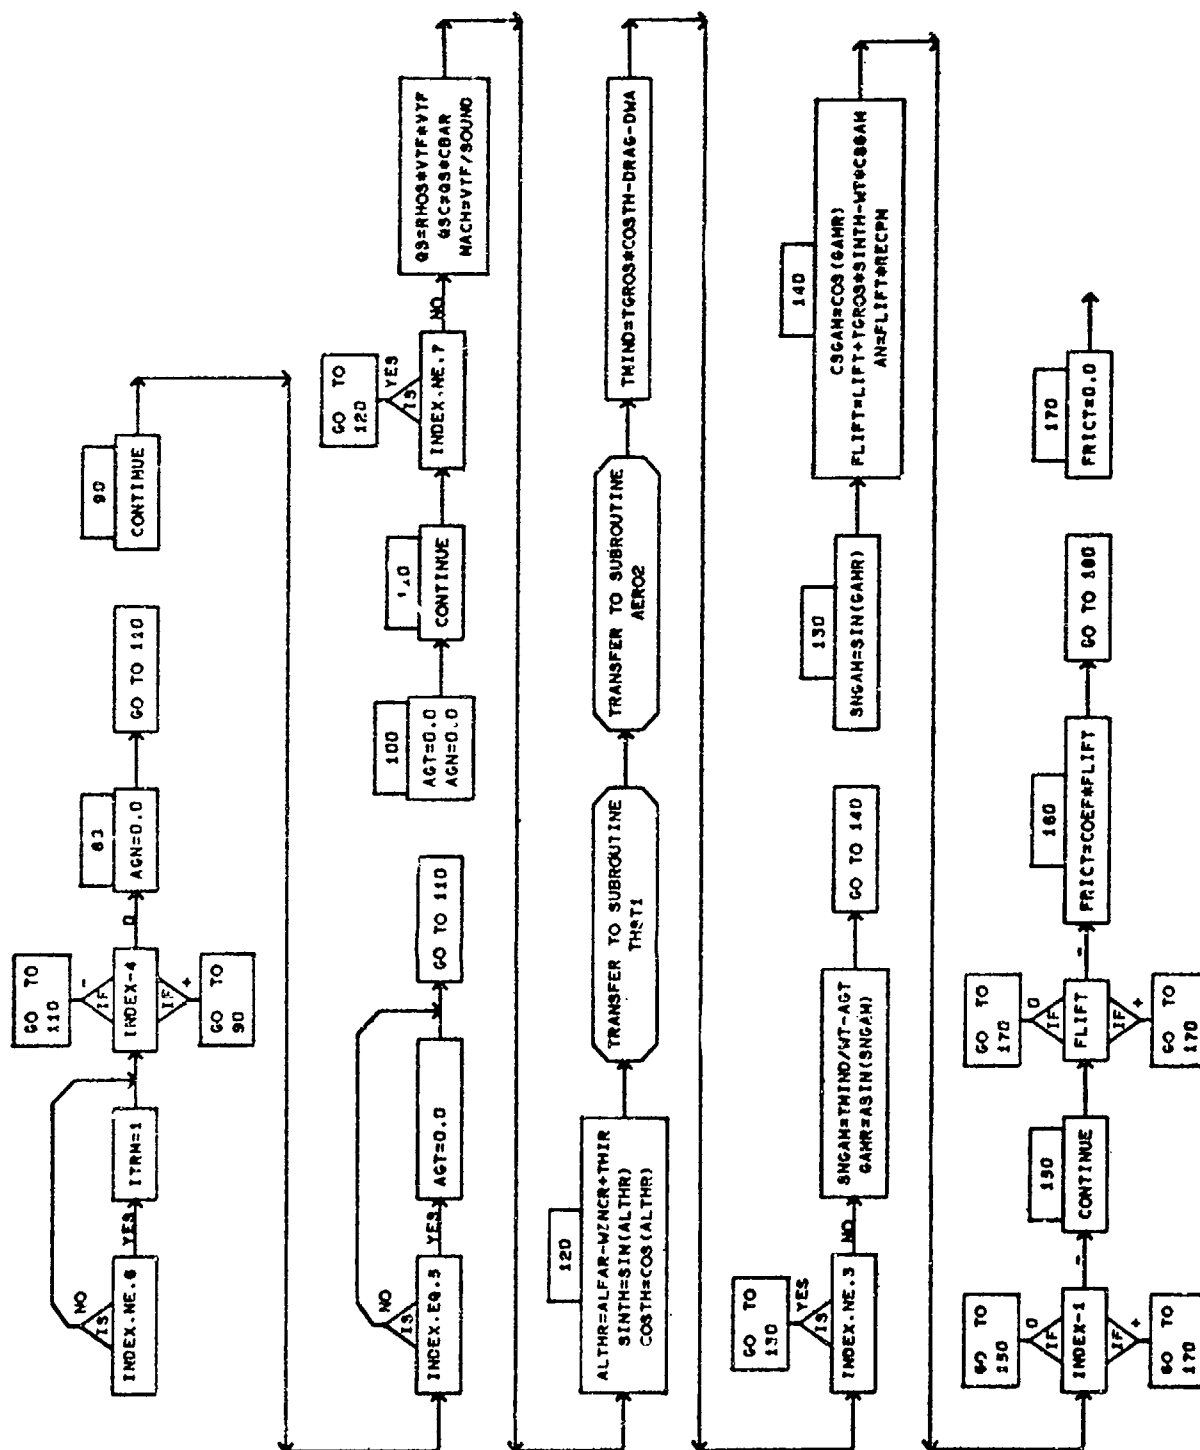 NO
IS
INDEX.NE.6
YES
ITRM=1
GO TO
110
-
IF
INDEX-4
0
IF
+
GO TO
90
AGN=0.0
GO TO 110
90
CONTINUE
NO
IS
INDEX.EQ.5
YES
AGT=0.0
GO TO 110
100
AGT=0.0
AGN=0.0
CONTINUE
GO TO
120
YES
IS
INDEX.NE.7
NO
QS=RHOS*VTF*VTF
QSC=QS*CBAR
MACH=VTF/SOUND
120
ALTHR=ALFAR-WINCR+THIR
SINTH=SIN(ALTHR)
COSTH=COS(ALTHR)
TRANSFER TO SUBROUTINE
THST1
TRANSFER TO SUBROUTINE
AERO2
TMIND=TGROS*COSTH-DRAG-DWA
GO TO
130
YES
IS
INDEX.NE.3
NO
SNGAM=TMIND/WT-AGT
GAMR=ASIN(SNGAM)
GO TO 140
130
SNGAM=SIN(GAMR)
140
CSGAM=COS(GAMR)
FLIFT=LIFT+TGROS*SINTH-WT*CSGAM
AN=FLIFT*RECPM
GO TO
150
0
IF
INDEX-1
-
IF
+
GO TO
170
150
CONTINUE
GO TO
170
0
IF
FLIFT
-
IF
+
GO TO
170
160
FRICT=COEF*FLIFT
GO TO 180
170
FRICT=0.0